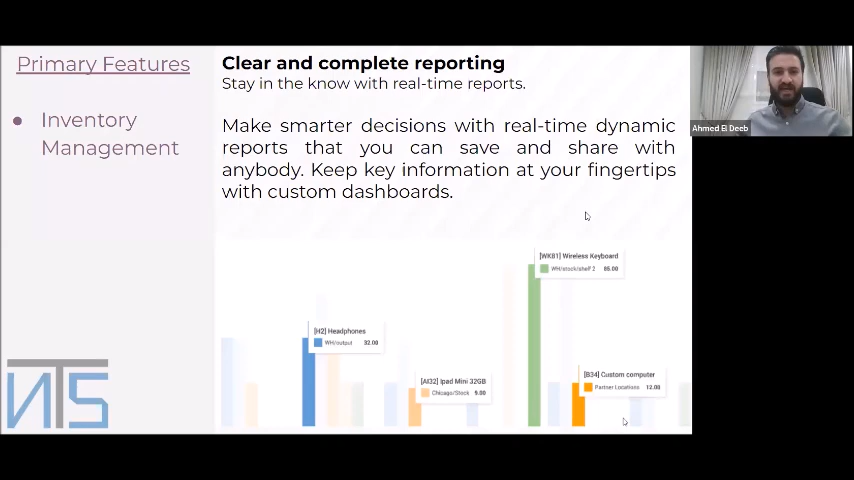 Primary Features
● Inventory
Management
Clear and complete reporting
Stay in the know with real-time reports.
Make smarter decisions with real-time dynamic
reports that you can save and share with
anybody. Keep key information at your fingertips
with custom dashboards.
Ahmed El Deeb
[WKB1] Wireless Keyboard
WH/stock/shelf 2 85.00
[H2] Headphones
WH/output 32.00
[AI32] Ipad Mini 32GB
Chicago/Stock 9.00
[B34] Custom computer
Partner Locations 12.00
NTS